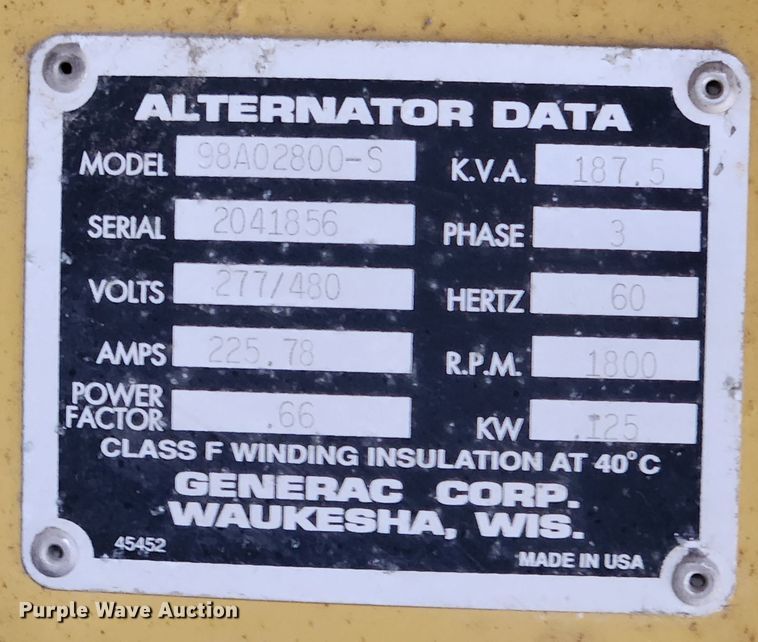 ALTERNATOR DATA
MODEL 98A02800-S K.V.A. 187.5
SERIAL 2041856 PHASE 3
VOLTS 277/480 HERTZ 60
AMPS 225.78 R.P.M. 1800
POWER FACTOR .66 KW .125
CLASS F WINDING INSULATION AT 40°C
GENERAC CORP.
WAUKESHA, WIS.
45452 MADE IN USA
Purple Wave Auction